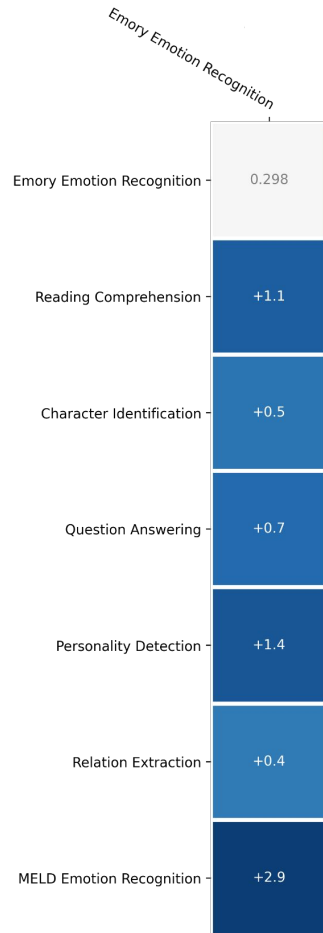 Emory Emotion Recognition
Emory Emotion Recognition
0.298
Reading Comprehension
+1.1
Character Identification
+0.5
Question Answering
+0.7
Personality Detection
+1.4
Relation Extraction
+0.4
MELD Emotion Recognition
+2.9